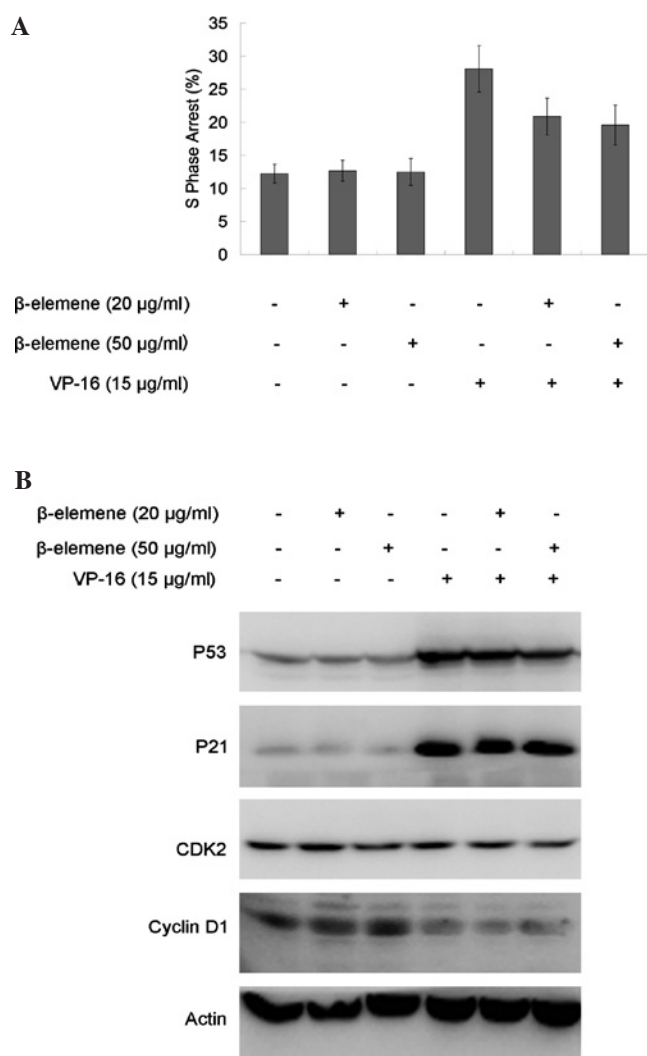 A
35
30
25
20
15
10
5
0
S Phase Arrest (%)
β-elemene (20 µg/ml) - + - - + -
β-elemene (50 µg/ml) - - + - - +
VP-16 (15 µg/ml) - - - + + +
B
β-elemene (20 µg/ml) - + - - + -
β-elemene (50 µg/ml) - - + - - +
VP-16 (15 µg/ml) - - - + + +
P53
P21
CDK2
Cyclin D1
Actin